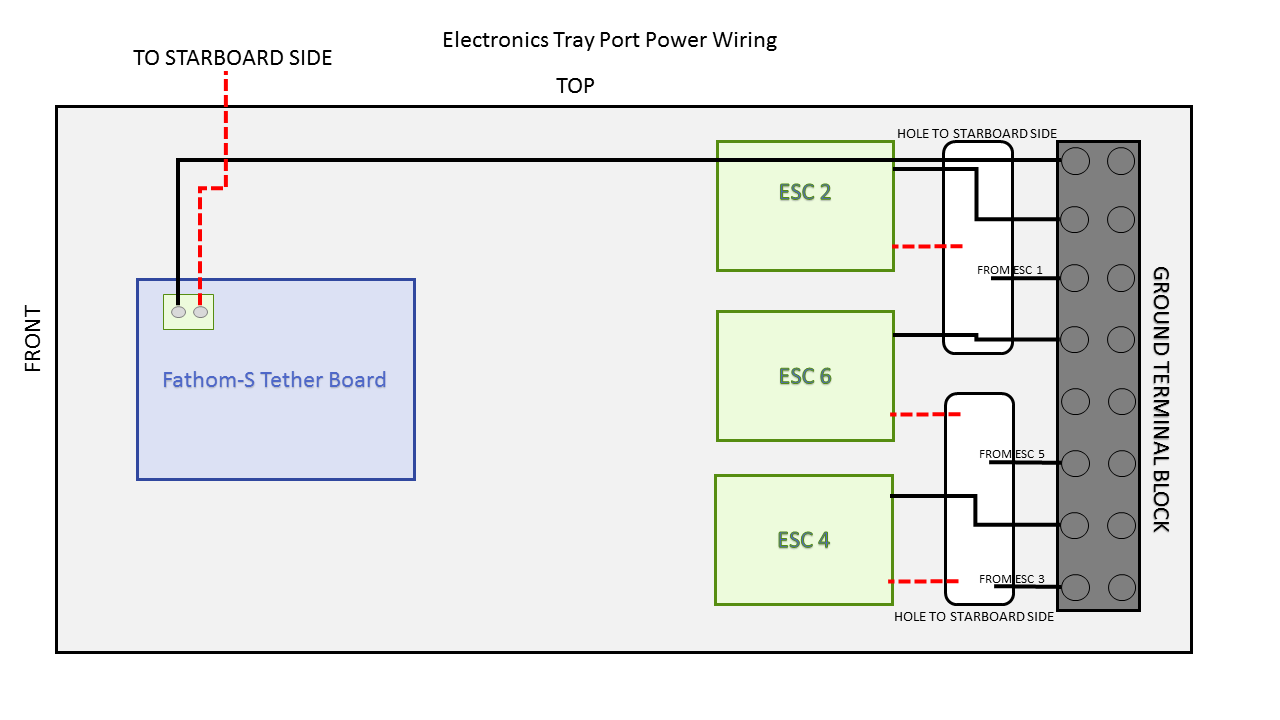 Electronics Tray Port Power Wiring
TO STARBOARD SIDE
TOP
HOLE TO STARBOARD SIDE
ESC 2
FROM ESC 1
FRONT
Fathom-S Tether Board
ESC 6
GROUND TERMINAL BLOCK
FROM ESC 5
ESC 4
FROM ESC 3
HOLE TO STARBOARD SIDE